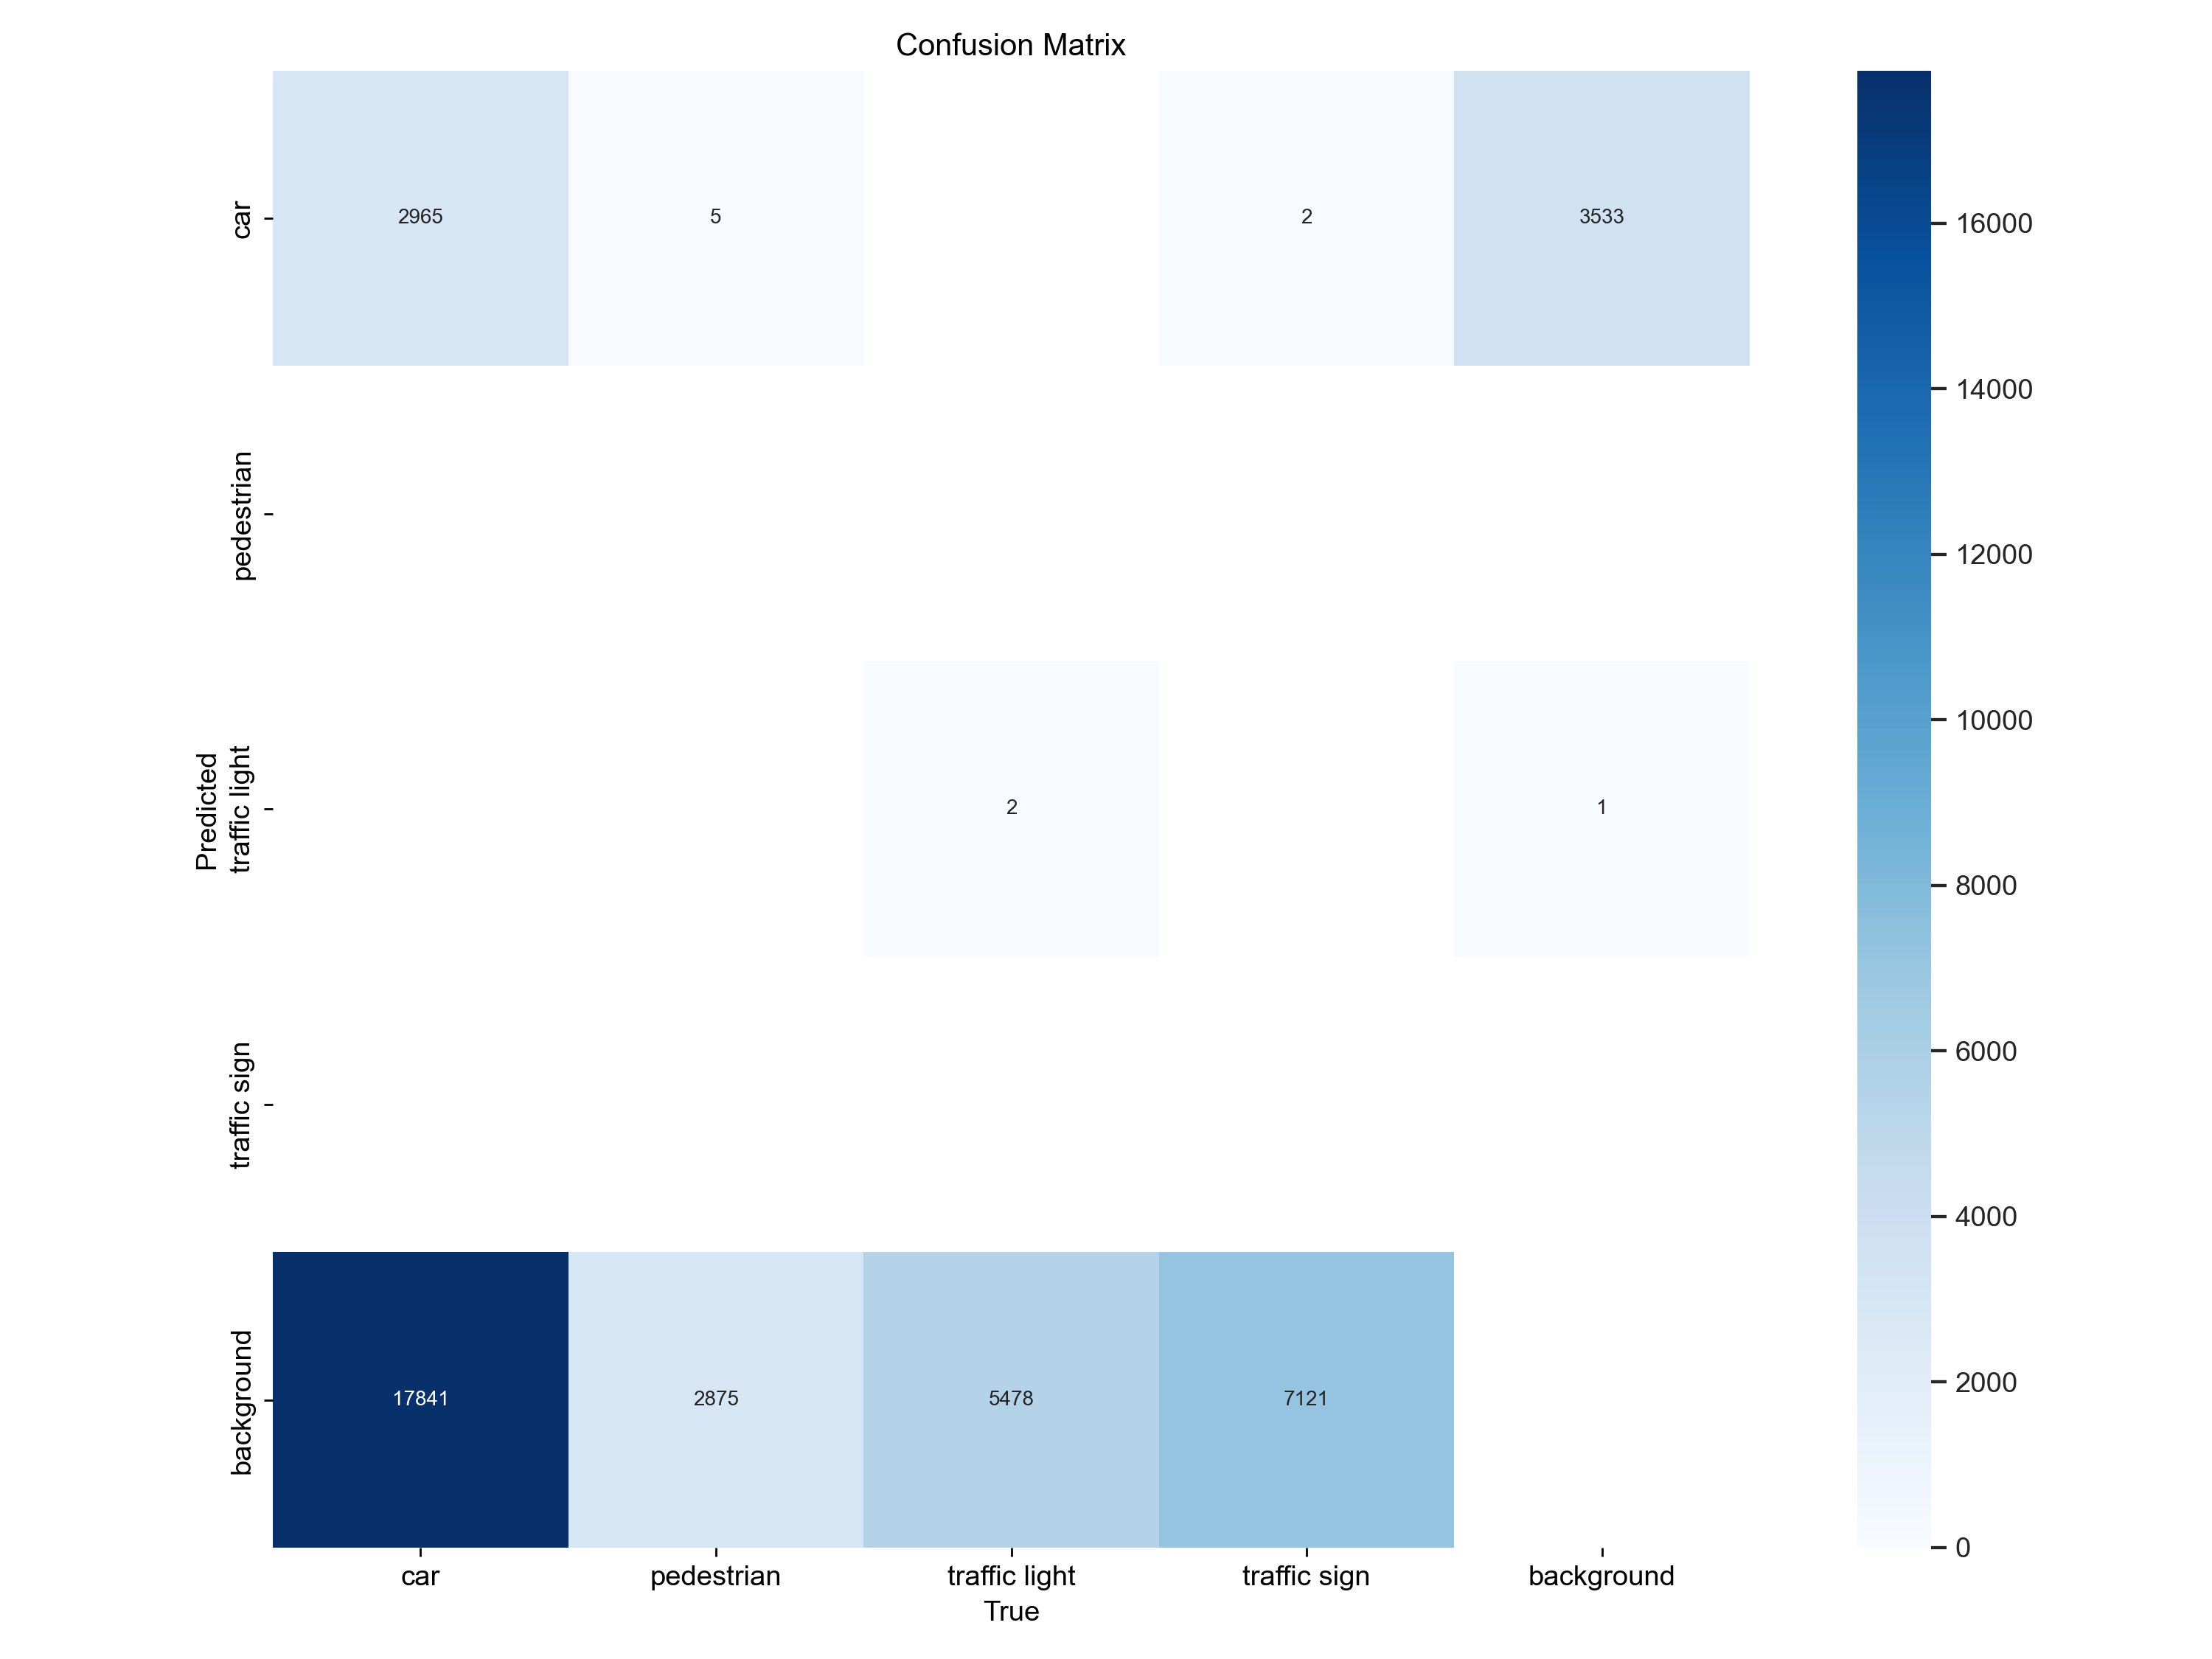 Confusion Matrix
car
2965
5
2
3533
pedestrian
Predicted
traffic light
2
1
traffic sign
background
17841
2875
5478
7121
car
pedestrian
traffic light
traffic sign
background
True
16000
14000
12000
10000
8000
6000
4000
2000
0